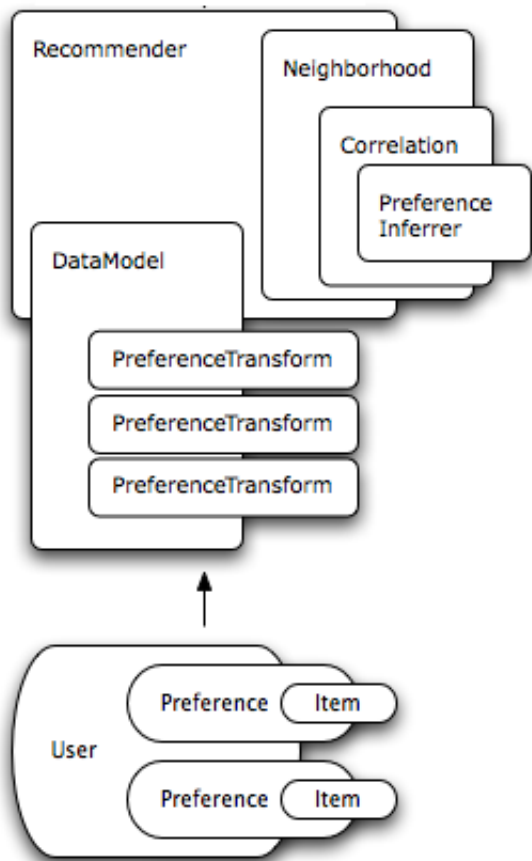 Recommender
Neighborhood
Correlation
Preference
Inferrer
DataModel
PreferenceTransform
PreferenceTransform
PreferenceTransform
User
Preference
Item
Preference
Item